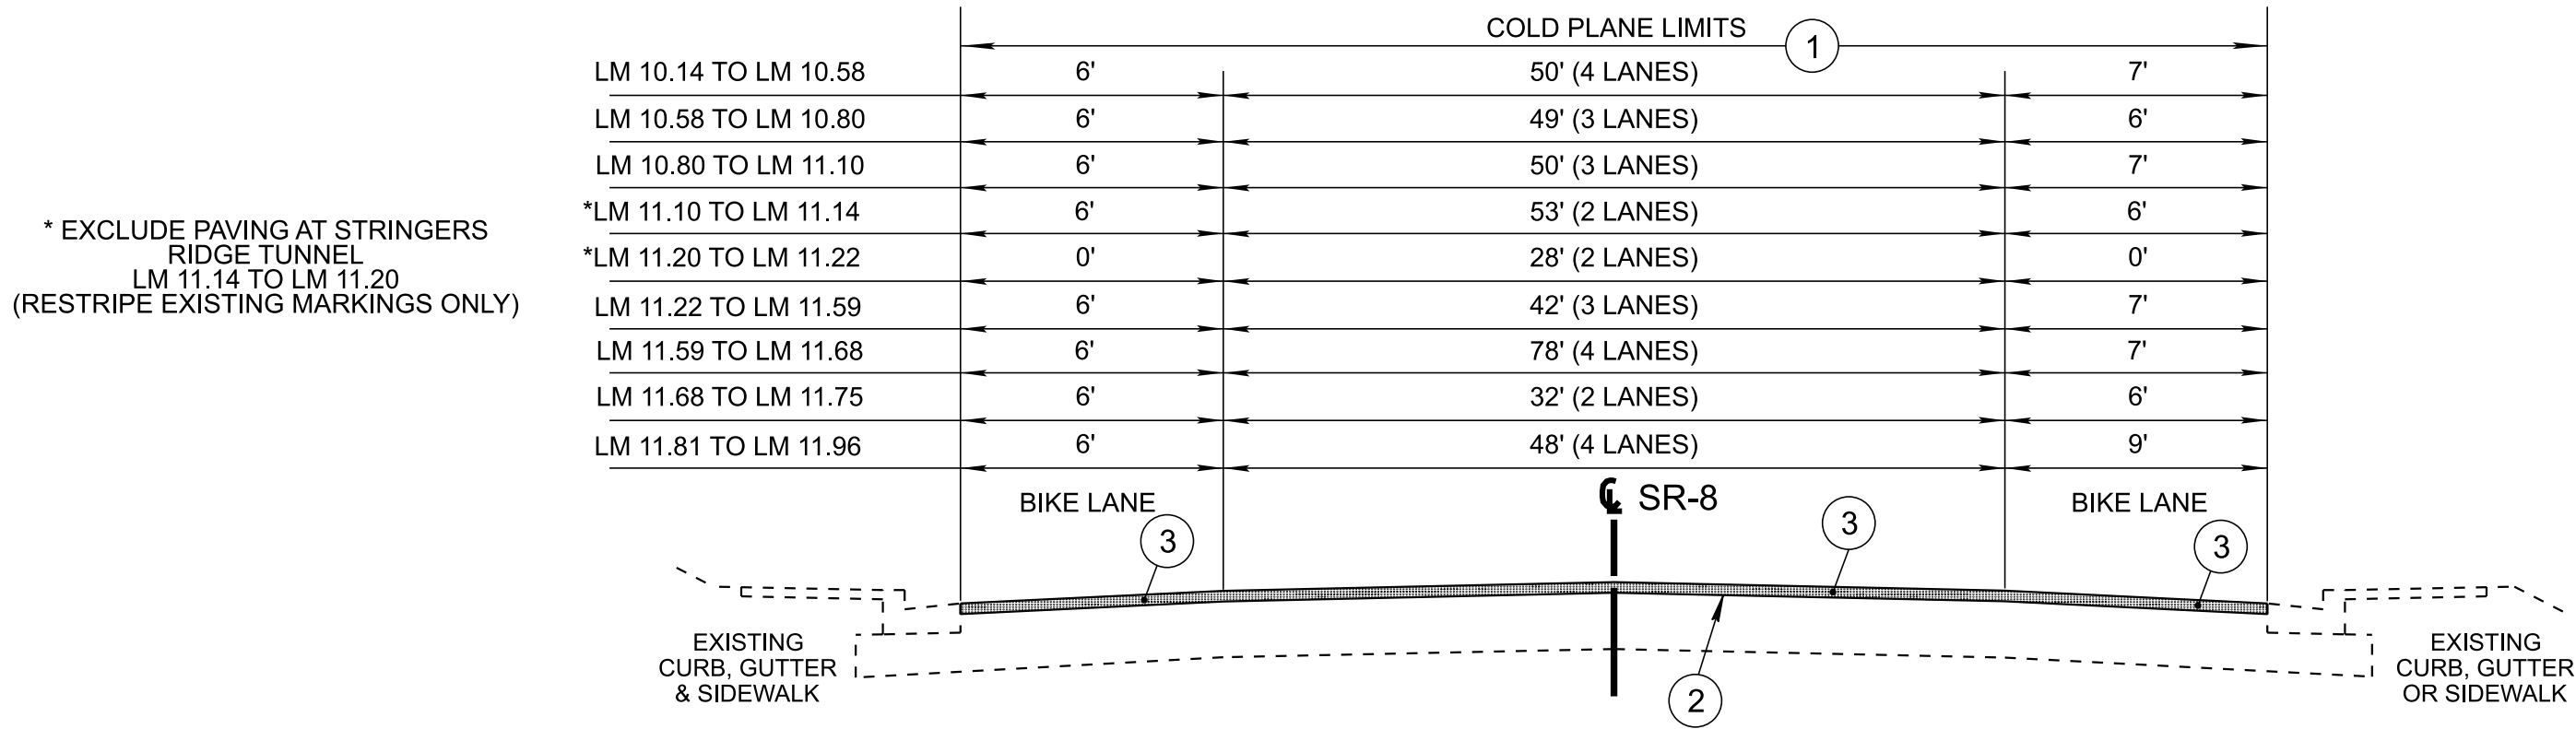 COLD PLANE LIMITS
1
LM 10.14 TO LM 10.58 6' 50' (4 LANES) 7'
LM 10.58 TO LM 10.80 6' 49' (3 LANES) 6'
LM 10.80 TO LM 11.10 6' 50' (3 LANES) 7'
*LM 11.10 TO LM 11.14 6' 53' (2 LANES) 6'
*LM 11.20 TO LM 11.22 0' 28' (2 LANES) 0'
LM 11.22 TO LM 11.59 6' 42' (3 LANES) 7'
LM 11.59 TO LM 11.68 6' 78' (4 LANES) 7'
LM 11.68 TO LM 11.75 6' 32' (2 LANES) 6'
LM 11.81 TO LM 11.96 6' 48' (4 LANES) 9'
* EXCLUDE PAVING AT STRINGERS
RIDGE TUNNEL
LM 11.14 TO LM 11.20
(RESTRIPE EXISTING MARKINGS ONLY)
BIKE LANE
℄ SR-8
BIKE LANE
3
3
3
EXISTING
CURB, GUTTER
& SIDEWALK
2
EXISTING
CURB, GUTTER
OR SIDEWALK